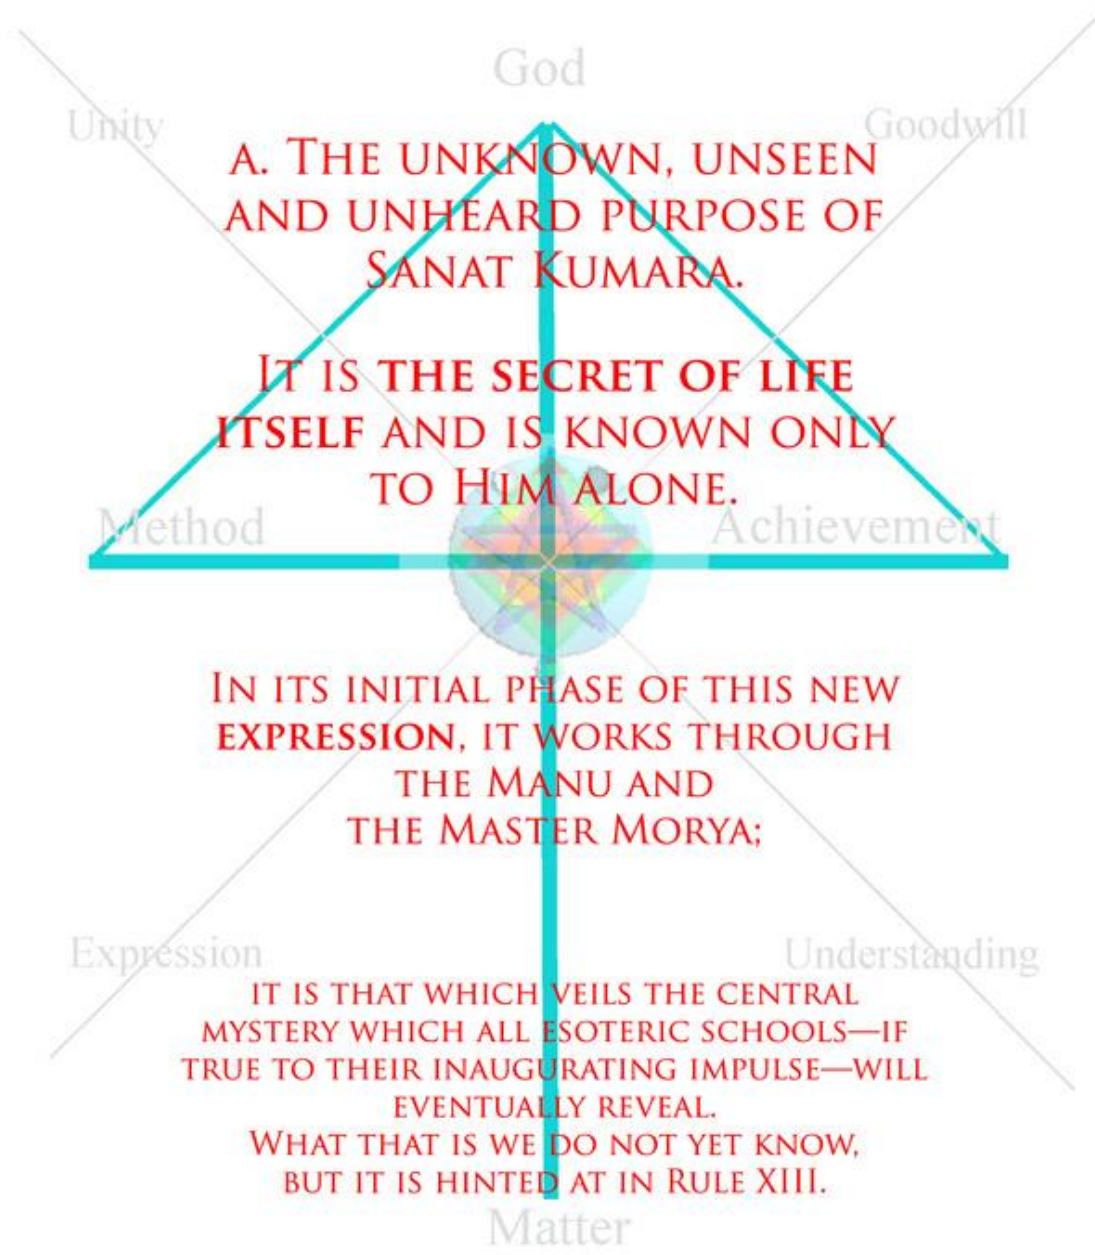 God
Unity Goodwill
A. THE UNKNOWN, UNSEEN
AND UNHEARD PURPOSE OF
SANAT KUMARA.
IT IS THE SECRET OF LIFE
ITSELF AND IS KNOWN ONLY
TO HIM ALONE.
Method Achievement
IN ITS INITIAL PHASE OF THIS NEW
EXPRESSION, IT WORKS THROUGH
THE MANU AND
THE MASTER MORYA;
Expression Understanding
IT IS THAT WHICH VEILS THE CENTRAL
MYSTERY WHICH ALL ESOTERIC SCHOOLS—IF
TRUE TO THEIR INAUGURATING IMPULSE—WILL
EVENTUALLY REVEAL.
WHAT THAT IS WE DO NOT YET KNOW,
BUT IT IS HINTED AT IN RULE XIII.
Matter